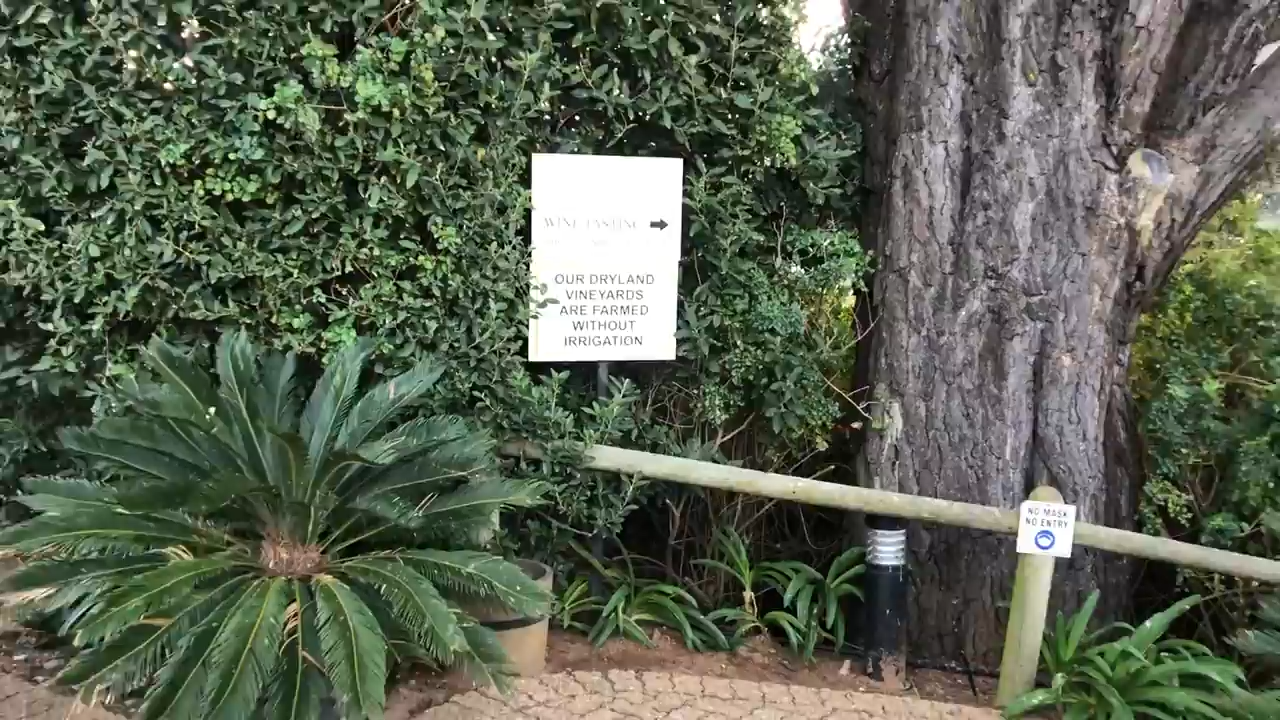 WINE TASTING
OUR DRYLAND
VINEYARDS
ARE FARMED
WITHOUT
IRRIGATION
NO MASK
NO ENTRY